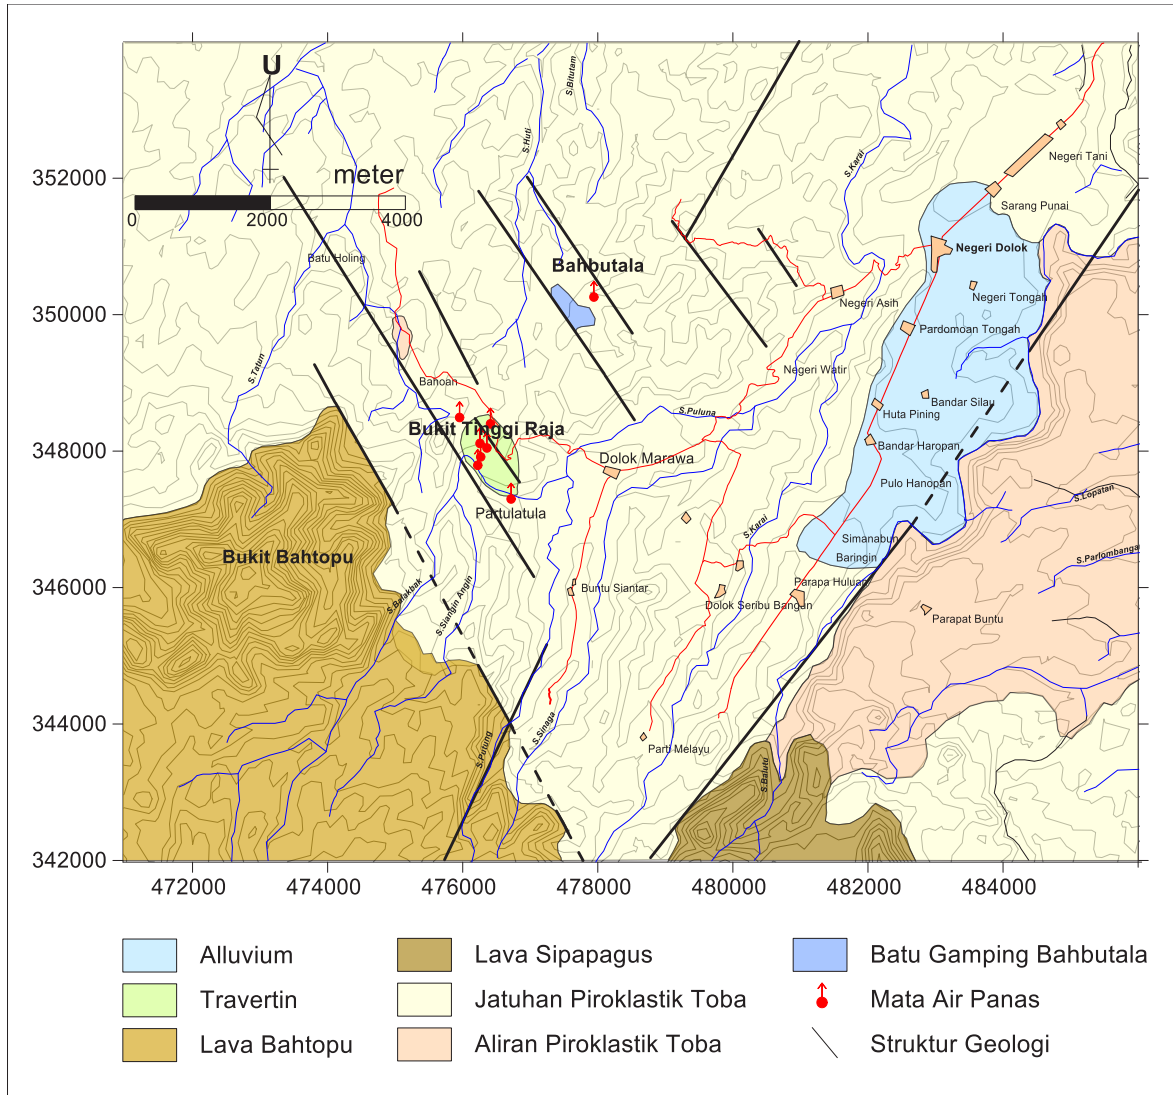 U
meter
0
2000
4000
352000
350000
348000
346000
344000
342000
S.Bitutam
S.Huti
S.Karai
Negeri Tani
Sarang Punai
Negeri Dolok
Batu Holing
Bahbutala
Negeri Tongah
Negeri Asih
Pardomoan Tongah
S.Tatun
Negeri Watir
Banoan
Bandar Silau
S.Puluna
Huta Pining
Bukit Tinggi Raja
Bandar Haropan
Dolok Marawa
Pulo Hanopan
S.Lopatan
Partulatula
S.Karai
Simanabun
Baringin
S.Parlombangan
Bukit Bahtopu
Parapa Huluan
Buntu Siantar
S.Balakbak
S.Siangin Angin
Dolok Seribu Bangun
Parapat Buntu
S.Sinaga
S.Putung
Parti Melayu
S.Balutu
472000
474000
476000
478000
480000
482000
484000
Alluvium
Lava Sipapagus
Batu Gamping Bahbutala
Travertin
Jatuhan Piroklastik Toba
Mata Air Panas
Lava Bahtopu
Aliran Piroklastik Toba
Struktur Geologi